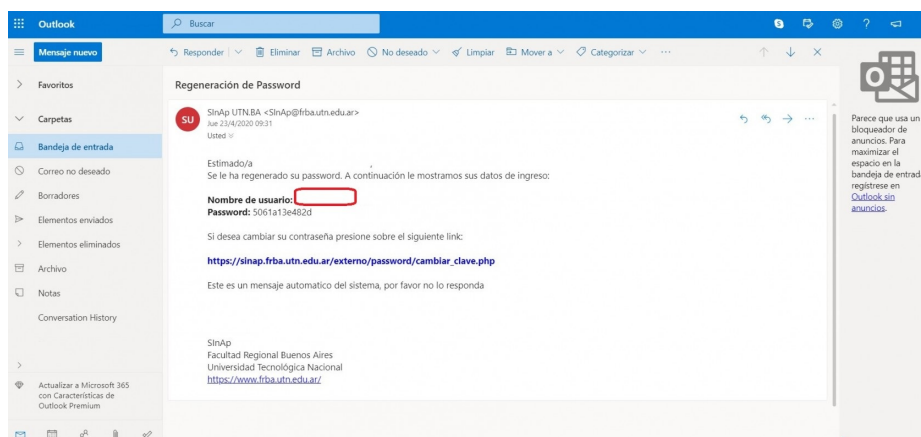 Outlook
Buscar
Mensaje nuevo
Responder Eliminar Archivo No deseado Limpiar Mover a Categorizar
Favoritos
Carpetas
Bandeja de entrada
Correo no deseado
Borradores
Elementos enviados
Elementos eliminados
Archivo
Notas
Conversation History
Actualizar a Microsoft 365
con Características de
Outlook Premium
Regeneración de Password
SU
SInAp UTN.BA <SInAp@frba.utn.edu.ar>
Jue 23/4/2020 09:31
Usted
Estimado/a ,
Se le ha regenerado su password. A continuación le mostramos sus datos de ingreso:
Nombre de usuario:
Password: 5061a13e482d
Si desea cambiar su contraseña presione sobre el siguiente link:
https://sinap.frba.utn.edu.ar/externo/password/cambiar_clave.php
Este es un mensaje automatico del sistema, por favor no lo responda
SInAp
Facultad Regional Buenos Aires
Universidad Tecnológica Nacional
https://www.frba.utn.edu.ar/
Parece que usa un
bloqueador de
anuncios. Para
maximizar el
espacio en la
bandeja de entrad
regístrese en
Outlook sin
anuncios.